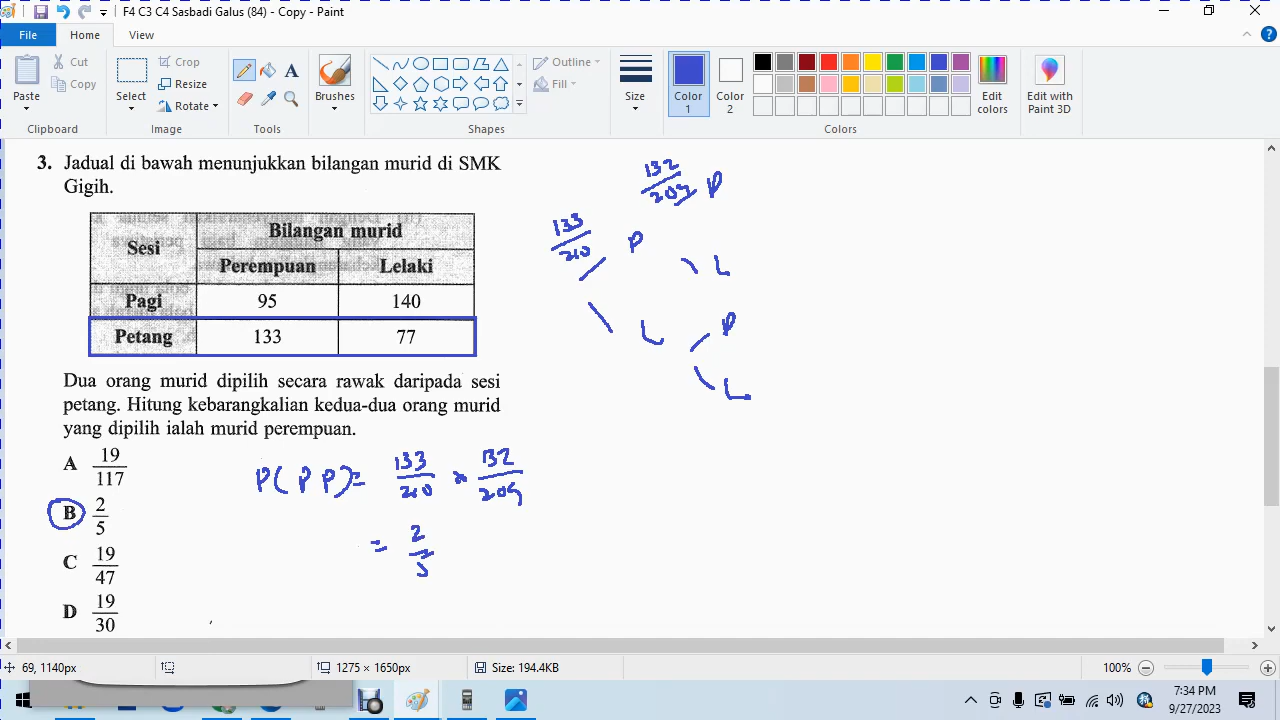 F4 C3 C4 Sasbadi Galus (84) - Copy - Paint
File Home View
Paste
Cut
Copy
Clipboard
Select
Crop
Resize
Rotate
Image
A
Tools
Brushes
Outline
Fill
Shapes
Size
Color 1
Color 2
Edit colors
Colors
Edit with Paint 3D
3. Jadual di bawah menunjukkan bilangan murid di SMK
Gigih.
Sesi Bilangan murid
Perempuan Lelaki
Pagi 95 140
Petang 133 77
Dua orang murid dipilih secara rawak daripada sesi
petang. Hitung kebarangkalian kedua-dua orang murid
yang dipilih ialah murid perempuan.
A 19/117
B 2/5
C 19/47
D 19/30
P(PP)= 133/210 × 132/209
= 2/5
132/209 P
133/210 P
L
L
P
L
69, 1140px
1275 × 1650px
Size: 194.4KB
100%
7:34 PM
9/27/2023